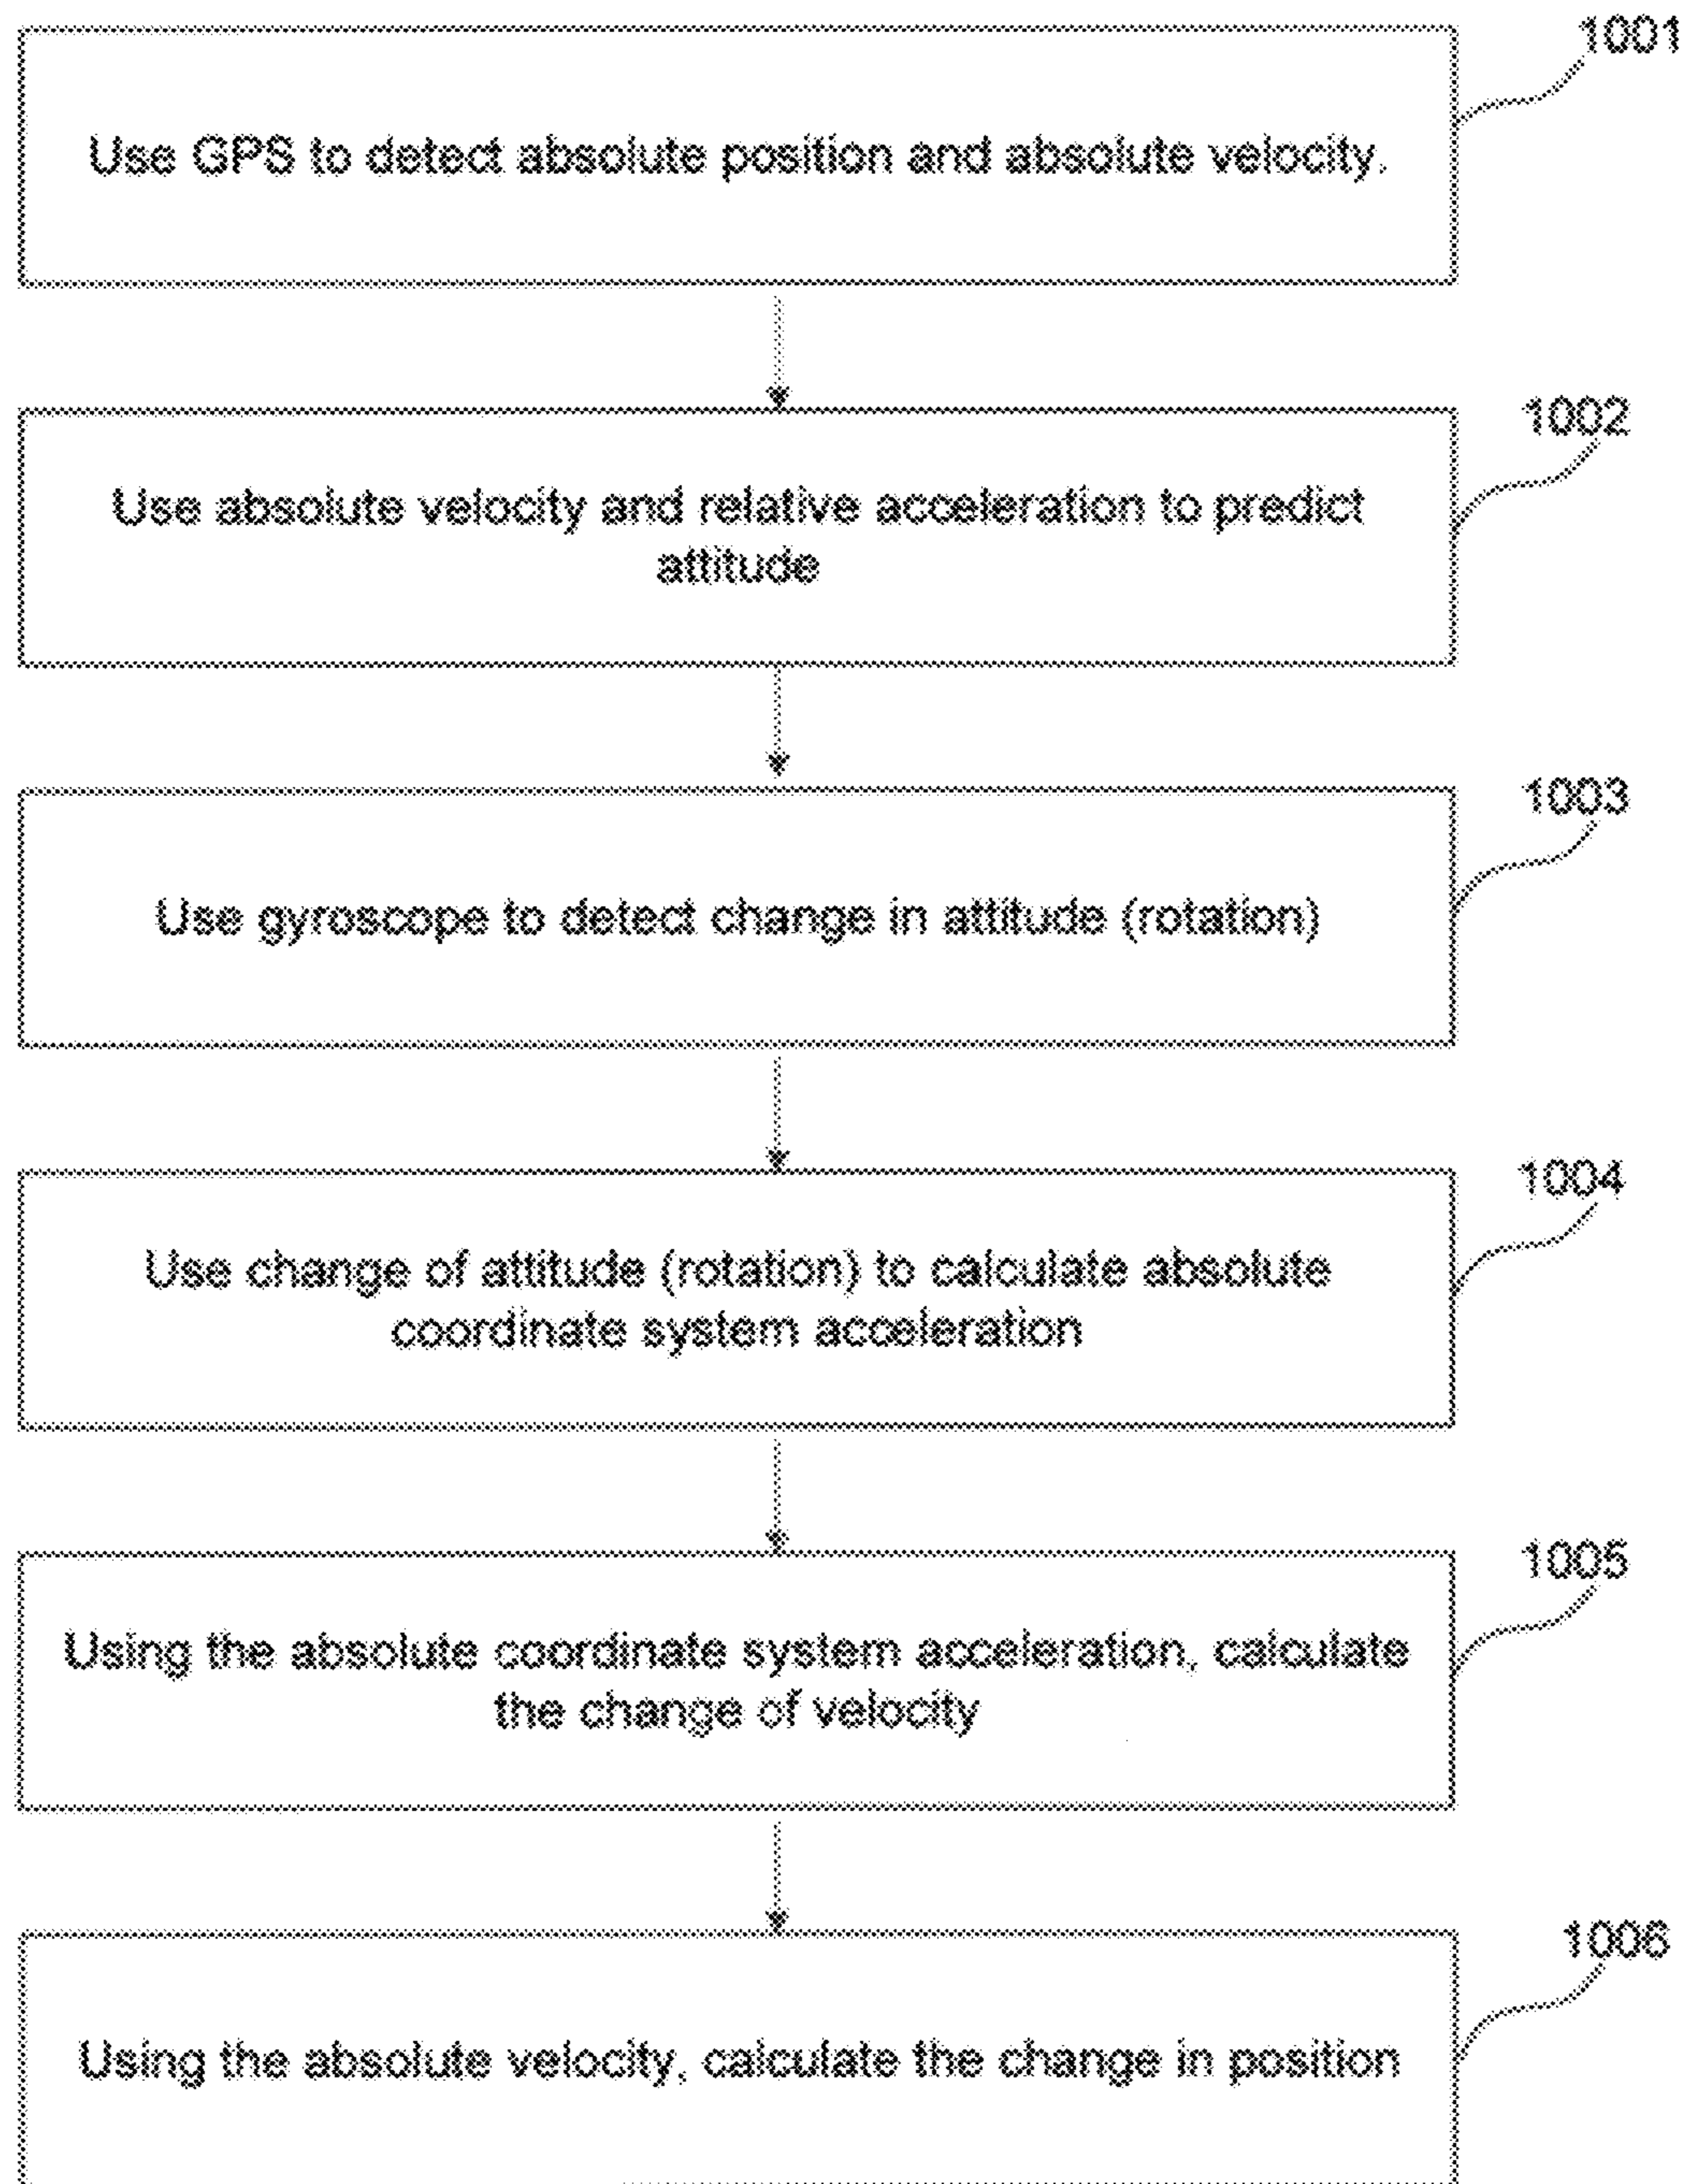 1001
Use GPS to detect absolute position and absolute velocity.
1002
Use absolute velocity and relative acceleration to predict
attitude
1003
Use gyroscope to detect change in attitude (rotation)
1004
Use change of attitude (rotation) to calculate absolute
coordinate system acceleration
1005
Using the absolute coordinate system acceleration, calculate
the change of velocity
1006
Using the absolute velocity, calculate the change in position